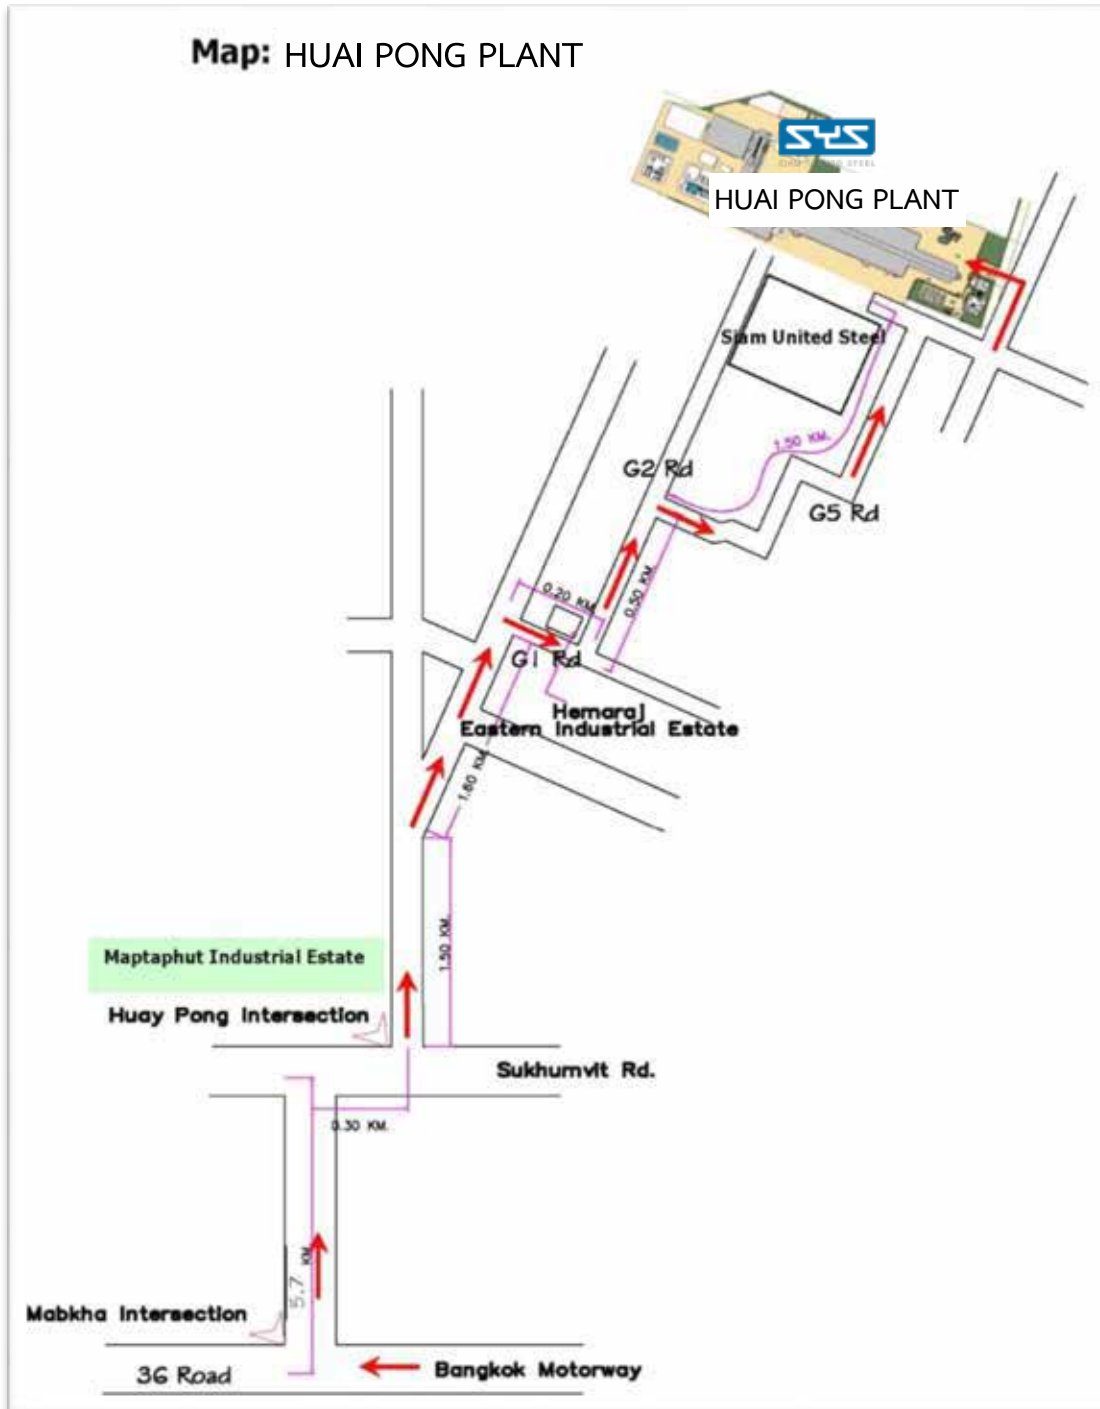 Map: HUAI PONG PLANT
SYS
HUAI PONG PLANT
Siam United Steel
1.50 KM.
G2 Rd
G5 Rd
0.50 KM.
0.20 KM.
G1 Rd
Hemaraj
Eastern Industrial Estate
1.60 KM.
1.50 KM.
Maptaphut Industrial Estate
Huay Pong Intersection
Sukhumvit Rd.
0.30 KM.
5.7 KM
Mabkha Intersection
36 Road
Bangkok Motorway